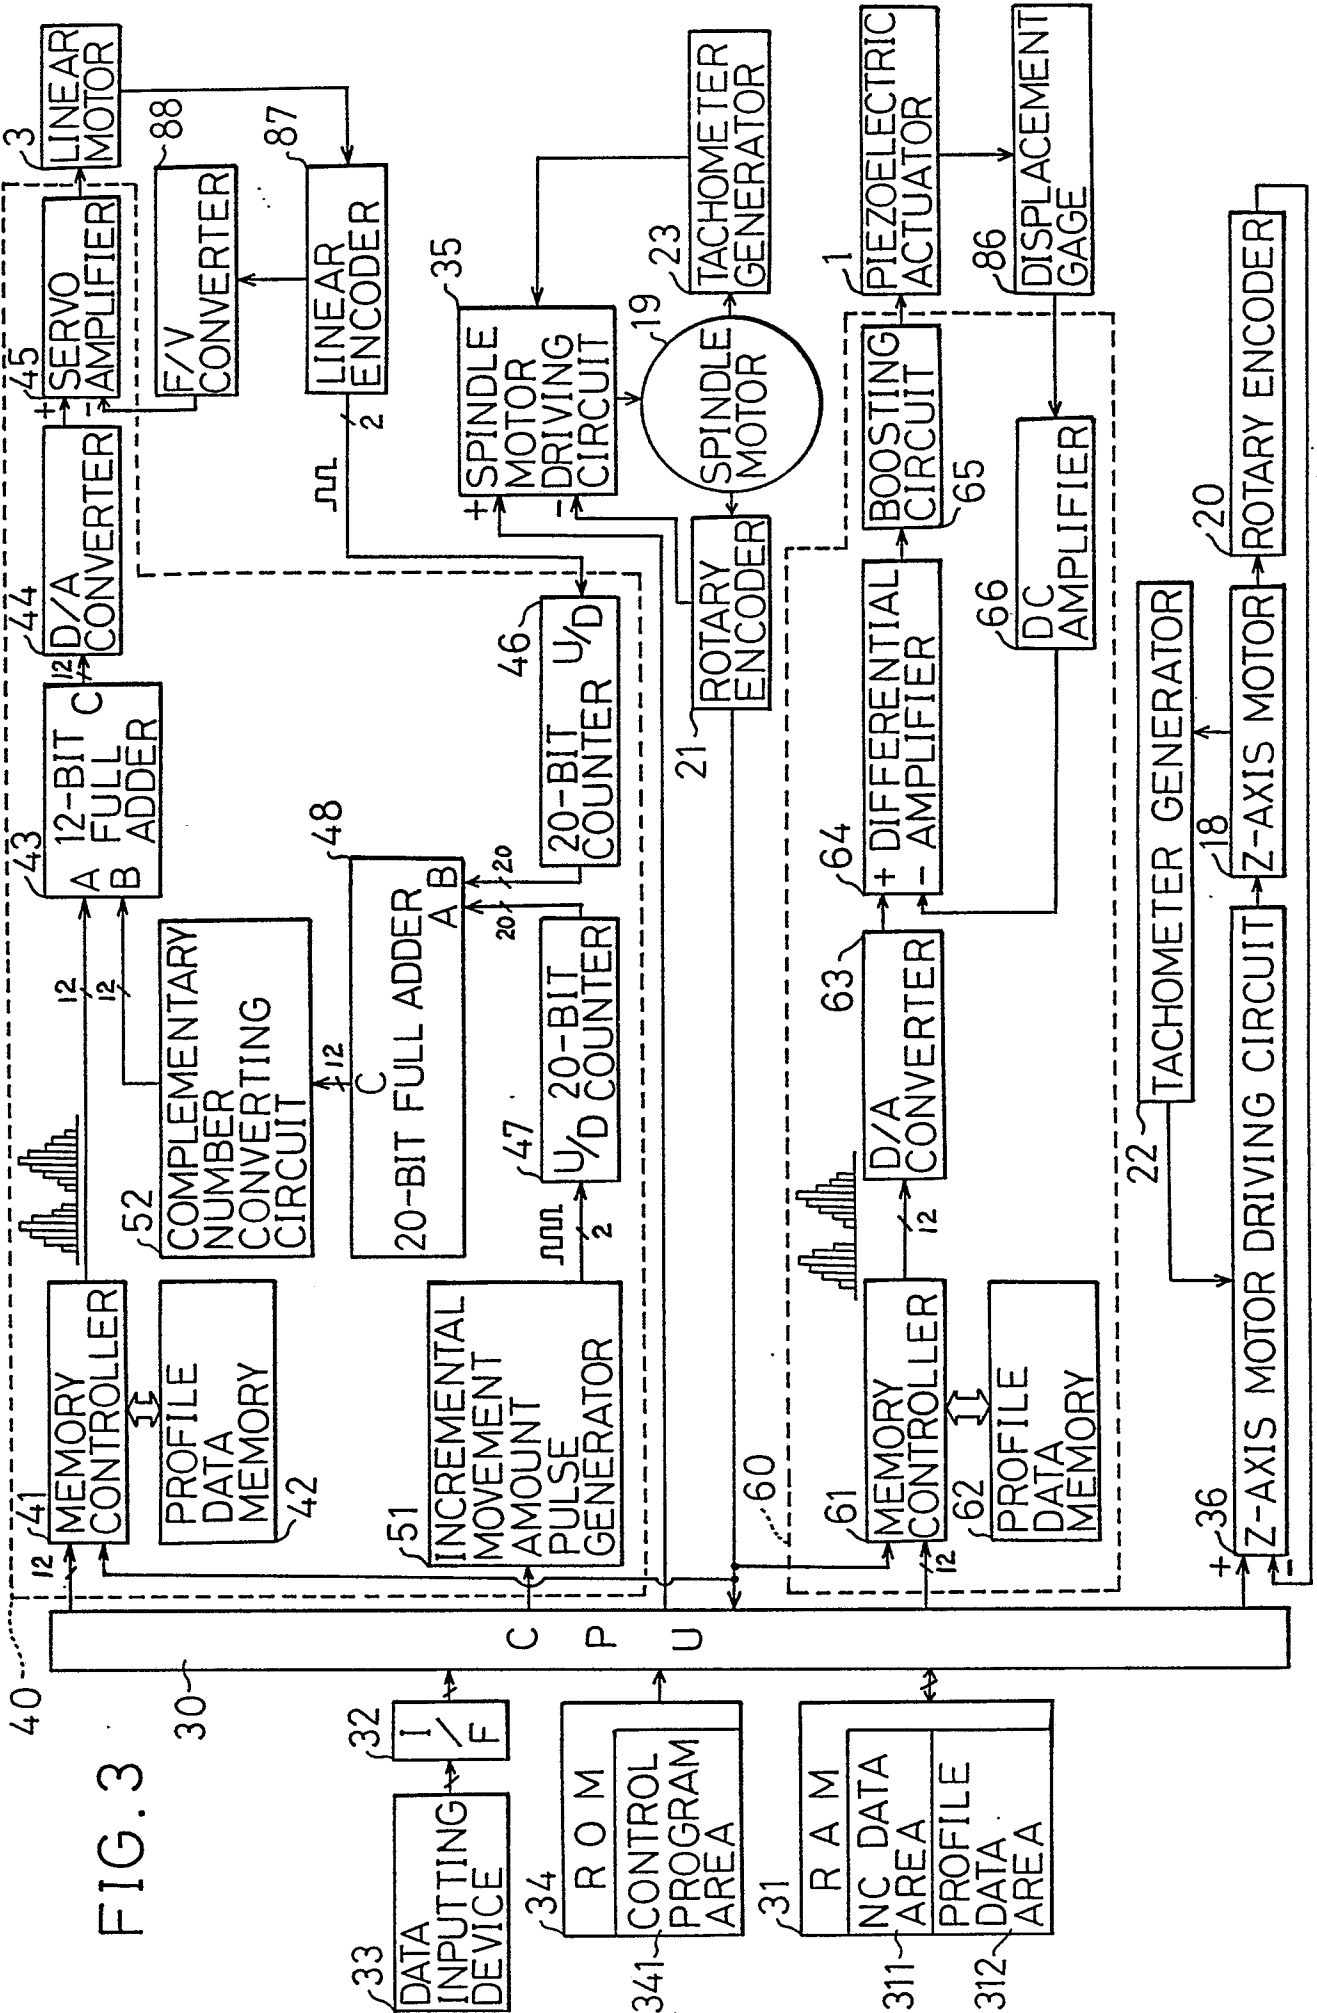 FIG.3
40
30
C P U
33
DATA
INPUTTING
DEVICE
32
I/F
34
ROM
CONTROL
PROGRAM
AREA
341
31
RAM
NC DATA
AREA
311
PROFILE
DATA
AREA
312
12
41
MEMORY
CONTROLLER
PROFILE
DATA
MEMORY
42
12
12
43
A
B
12-BIT
FULL
ADDER
C
12
44
D/A
CONVERTER
+
-
45
SERVO
AMPLIFIER
3
LINEAR
MOTOR
88
F/V
CONVERTER
87
LINEAR
ENCODER
2
52
COMPLEMENTARY
NUMBER
CONVERTING
CIRCUIT
12
48
C
20-BIT FULL ADDER
A
B
20
20
51
INCREMENTAL
MOVEMENT
AMOUNT
PULSE
GENERATOR
2
47
U/D
20-BIT
COUNTER
46
20-BIT
COUNTER
U/D
35
+
-
SPINDLE
MOTOR
DRIVING
CIRCUIT
19
SPINDLE
MOTOR
21
ROTARY
ENCODER
23
TACHOMETER
GENERATOR
60
12
61
MEMORY
CONTROLLER
62
PROFILE
DATA
MEMORY
12
63
D/A
CONVERTER
64
+ DIFFERENTIAL
- AMPLIFIER
65
BOOSTING
CIRCUIT
1
PIEZOELECTRIC
ACTUATOR
86
DISPLACEMENT
GAGE
66
DC
AMPLIFIER
36
+
-
Z-AXIS MOTOR DRIVING CIRCUIT
22
TACHOMETER GENERATOR
18
Z-AXIS MOTOR
20
ROTARY ENCODER